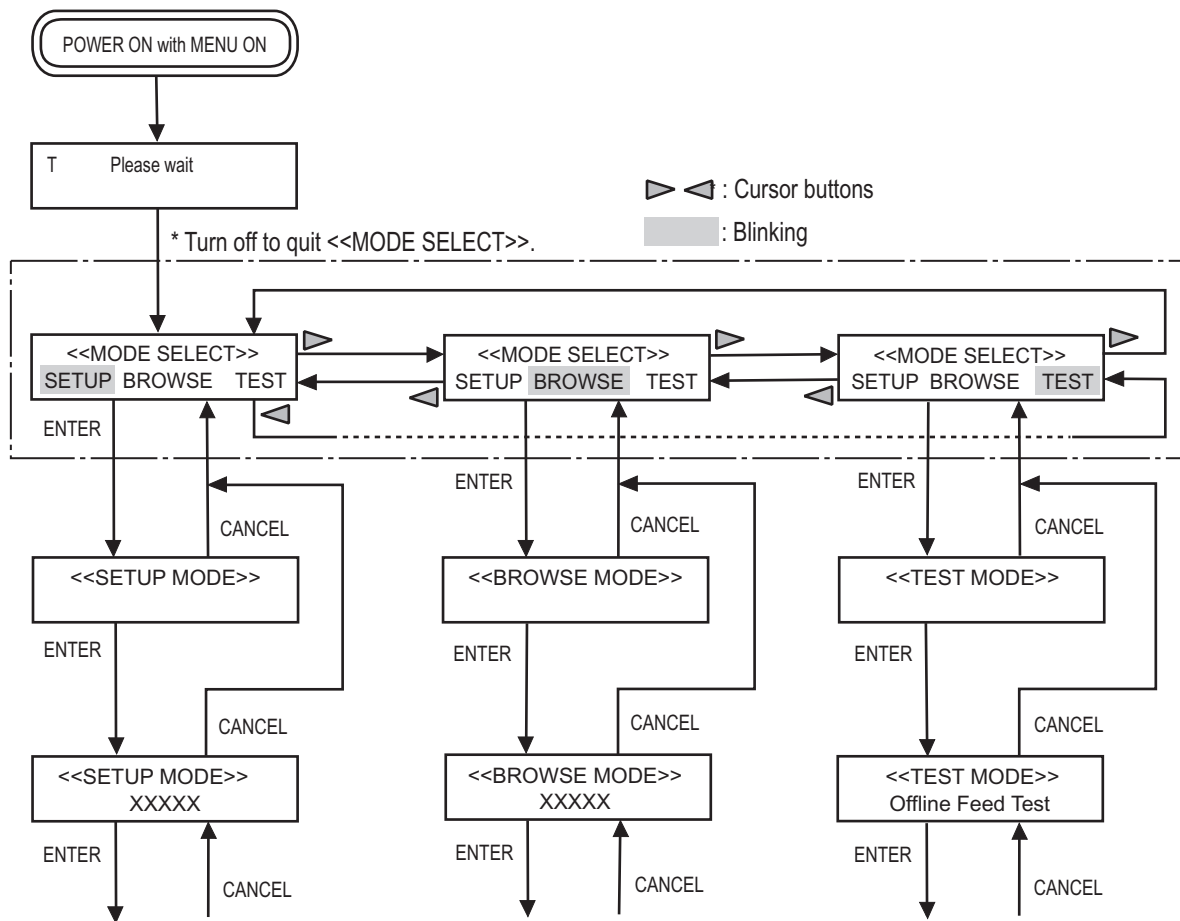 POWER ON with MENU ON
T Please wait
: Cursor buttons
: Blinking
* Turn off to quit <<MODE SELECT>>.
<<MODE SELECT>>
SETUP BROWSE TEST
<<MODE SELECT>>
SETUP BROWSE TEST
<<MODE SELECT>>
SETUP BROWSE TEST
ENTER
ENTER
ENTER
CANCEL
CANCEL
CANCEL
<<SETUP MODE>>
<<BROWSE MODE>>
<<TEST MODE>>
ENTER
ENTER
ENTER
CANCEL
CANCEL
CANCEL
<<SETUP MODE>>
XXXXX
<<BROWSE MODE>>
XXXXX
<<TEST MODE>>
Offline Feed Test
ENTER
ENTER
ENTER
CANCEL
CANCEL
CANCEL